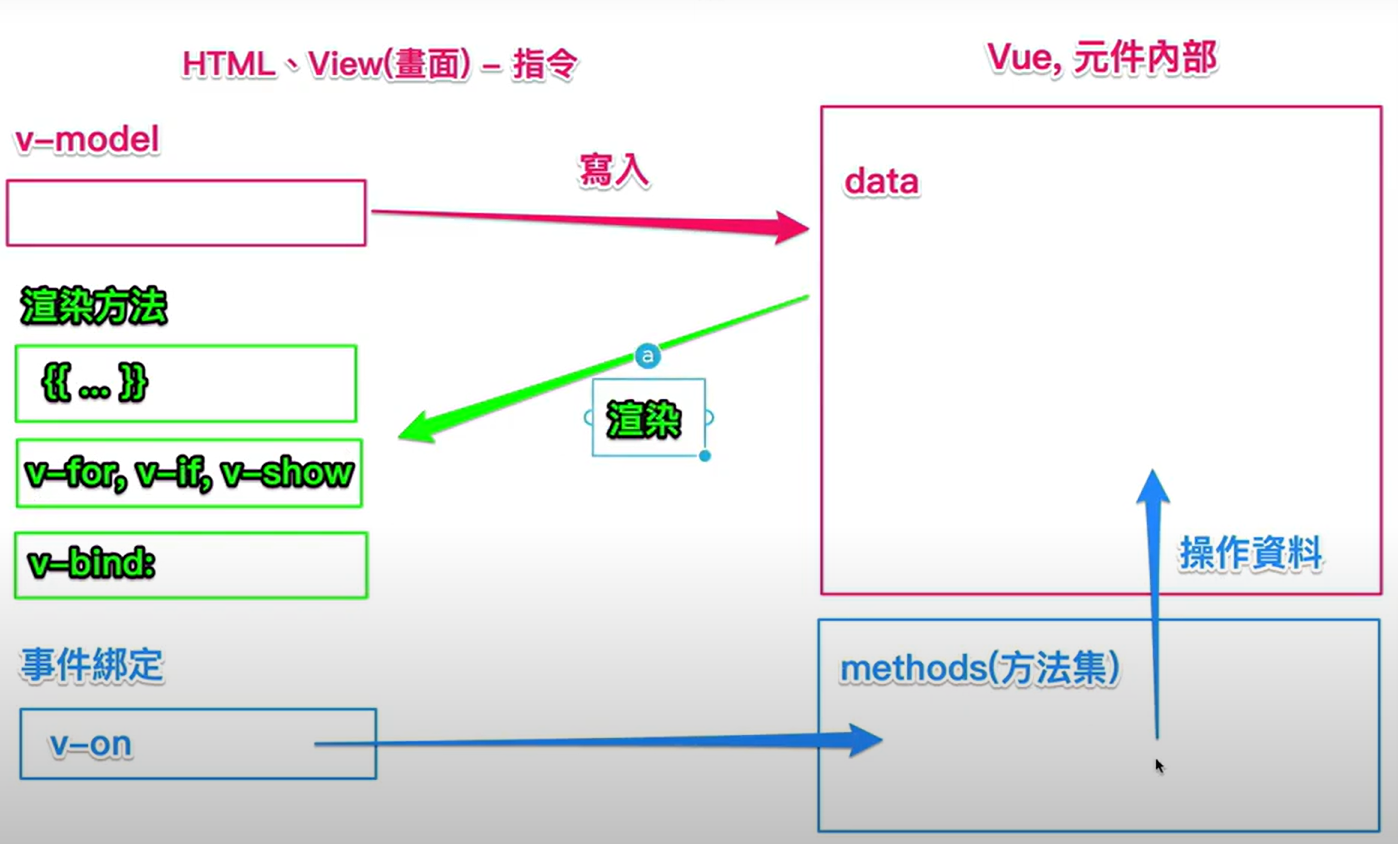 HTML、View(畫面) – 指令
Vue, 元件內部
v–model
寫入
data
渲染方法
{{ ... }}
a
渲染
v–for, v–if, v–show
v–bind:
操作資料
事件綁定
methods(方法集)
v–on